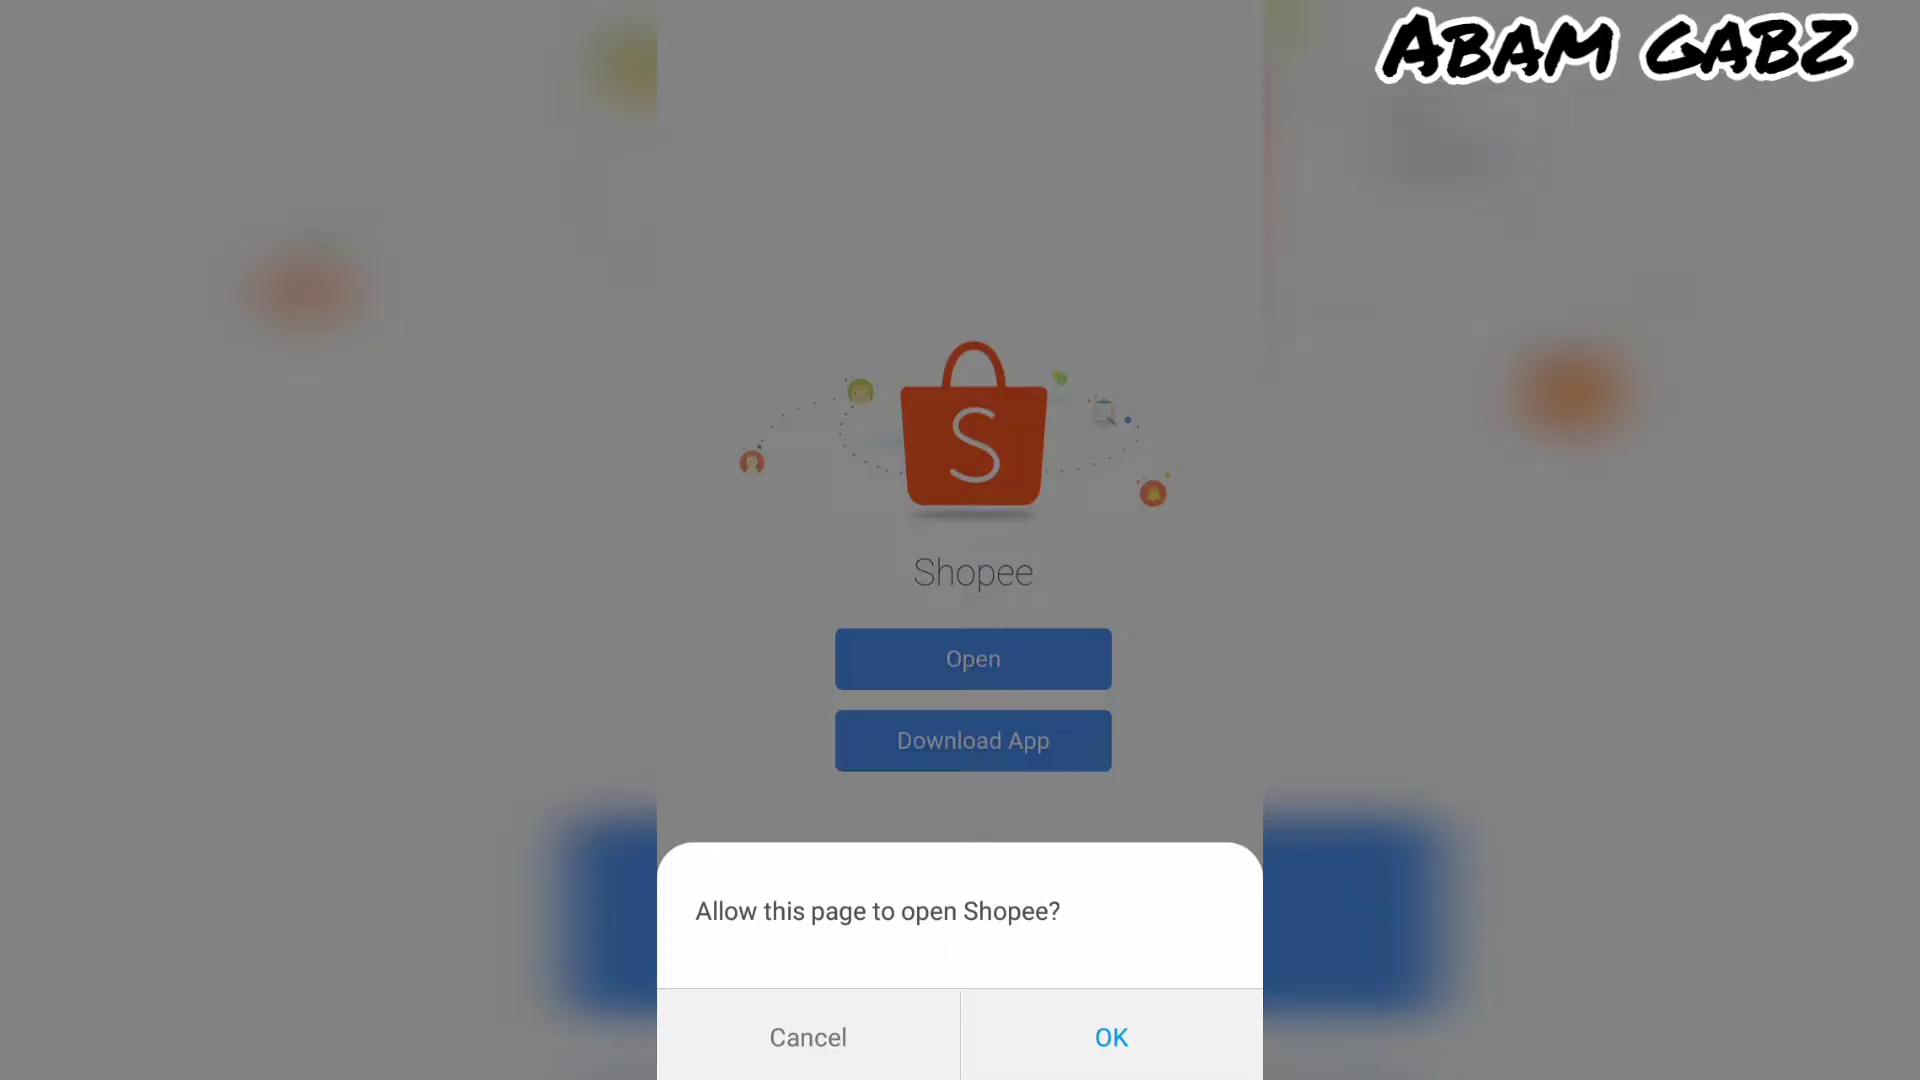 ABAM GABZ
S
Shopee
Open
Download App
Allow this page to open Shopee?
Cancel
OK